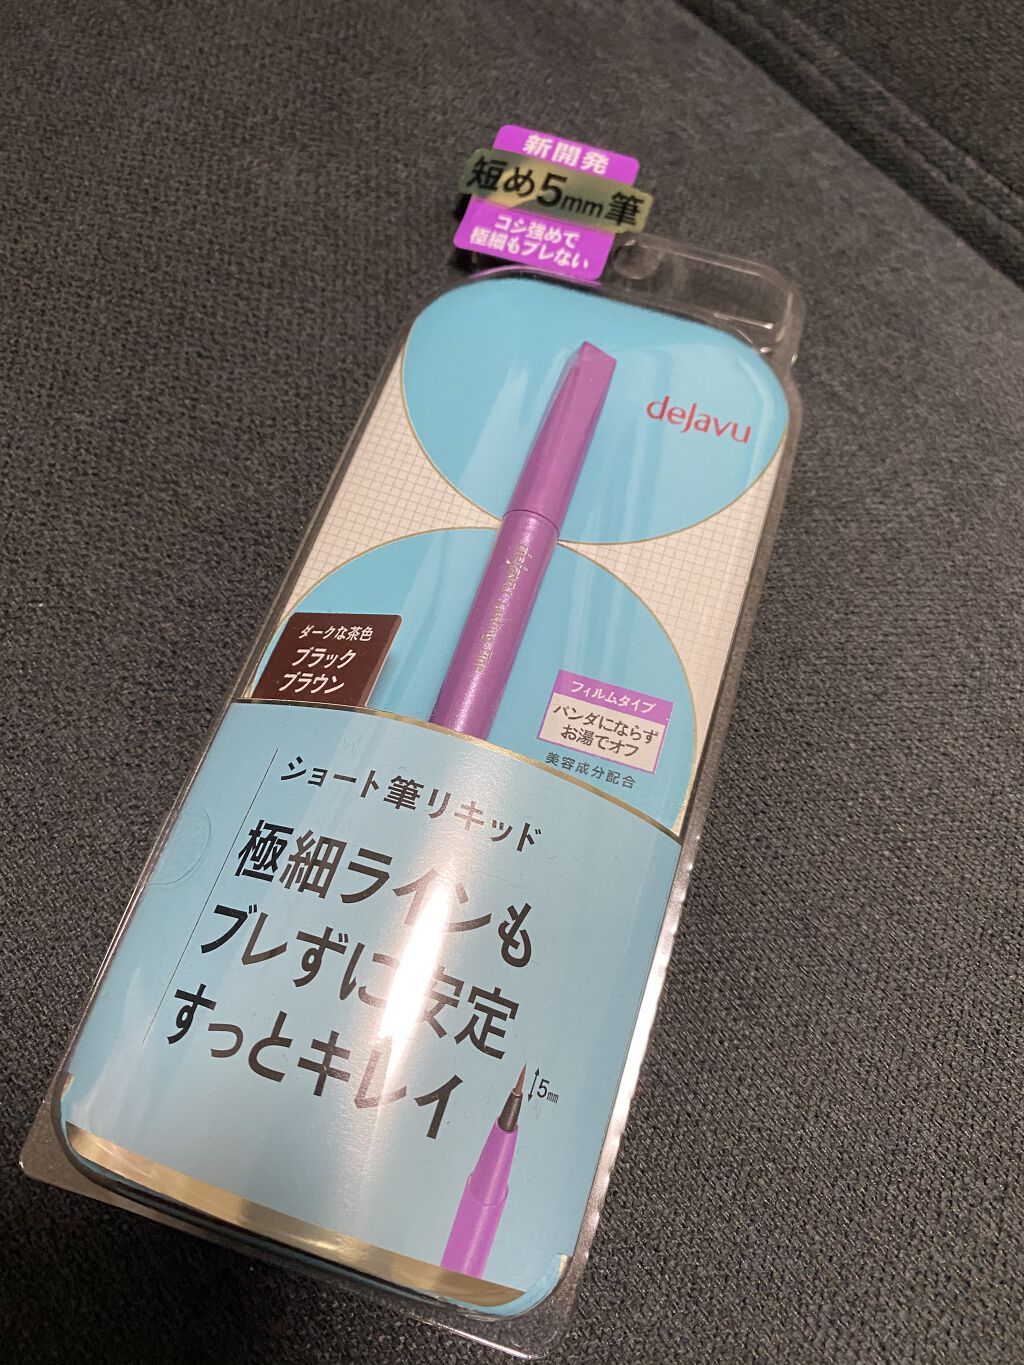 新開発
短め5mm筆
コシ強めで
極細もブレない
dejavu
ダークな茶色
ブラック
ブラウン
フィルムタイプ
パンダにならず
お湯でオフ
美容成分配合
ショート筆リキッド
極細ラインも
ブレずに安定
すっとキレイ
5mm